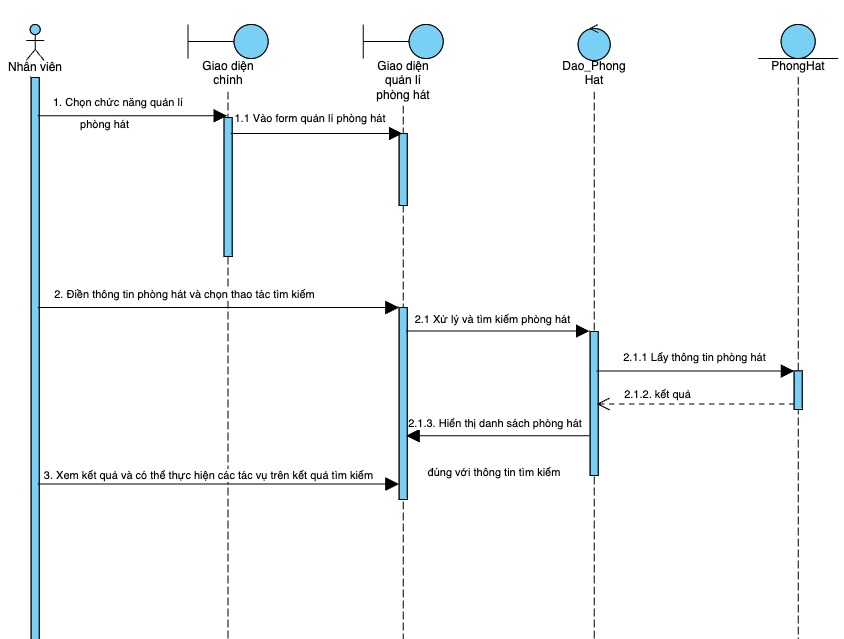 Nhân viên
Giao diện
chính
Giao diện
quản lí
phòng hát
Dao_Phong
Hat
PhongHat
1. Chọn chức năng quản lí
phòng hát
1.1 Vào form quản lí phòng hát
2. Điền thông tin phòng hát và chọn thao tác tìm kiếm
2.1 Xử lý và tìm kiếm phòng hát
2.1.1 Lấy thông tin phòng hát
2.1.2. kết quả
2.1.3. Hiển thị danh sách phòng hát
đúng với thông tin tìm kiếm
3. Xem kết quả và có thể thực hiện các tác vụ trên kết quả tìm kiếm